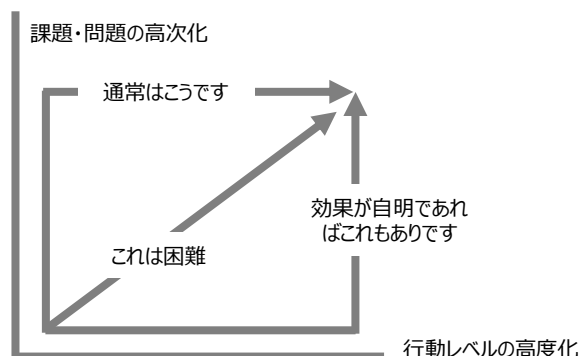 課題・問題の高次化
通常はこうです
効果が自明であれ
ばこれもありです
これは困難
行動レベルの高度化